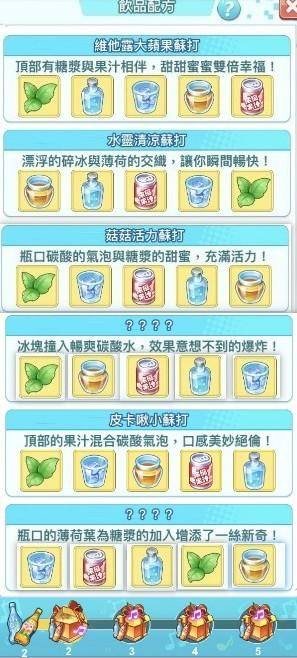 飲品配方
?
維他露大蘋果蘇打
頂部有糖漿與果汁相伴，甜甜蜜蜜雙倍幸福！
水靈清涼蘇打
漂浮的碎冰與薄荷的交織，讓你瞬間暢快！
菇菇活力蘇打
瓶口碳酸的氣泡與糖漿的甜蜜，充滿活力！
????
冰塊撞入暢爽碳酸水，效果意想不到的爆炸！
皮卡啾小蘇打
頂部的果汁混合碳酸氣泡，口感美妙絕倫！
????
瓶口的薄荷葉為糖漿的加入增添了一絲新奇！
2 2 3 4 5